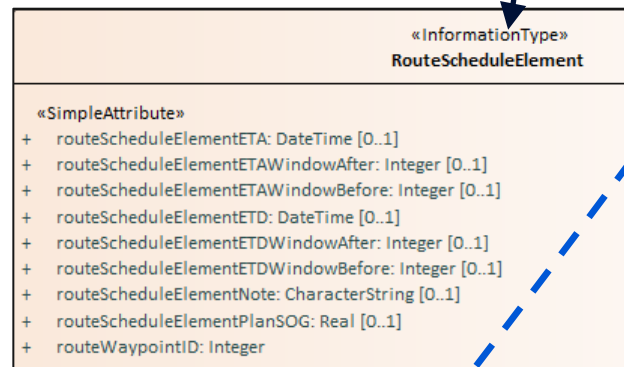 «InformationType»
RouteScheduleElement
«SimpleAttribute»
+ routeScheduleElementETA: DateTime [0..1]
+ routeScheduleElementETAWindowAfter: Integer [0..1]
+ routeScheduleElementETAWindowBefore: Integer [0..1]
+ routeScheduleElementETD: DateTime [0..1]
+ routeScheduleElementETDWindowAfter: Integer [0..1]
+ routeScheduleElementETDWindowBefore: Integer [0..1]
+ routeScheduleElementNote: CharacterString [0..1]
+ routeScheduleElementPlanSOG: Real [0..1]
+ routeWaypointID: Integer